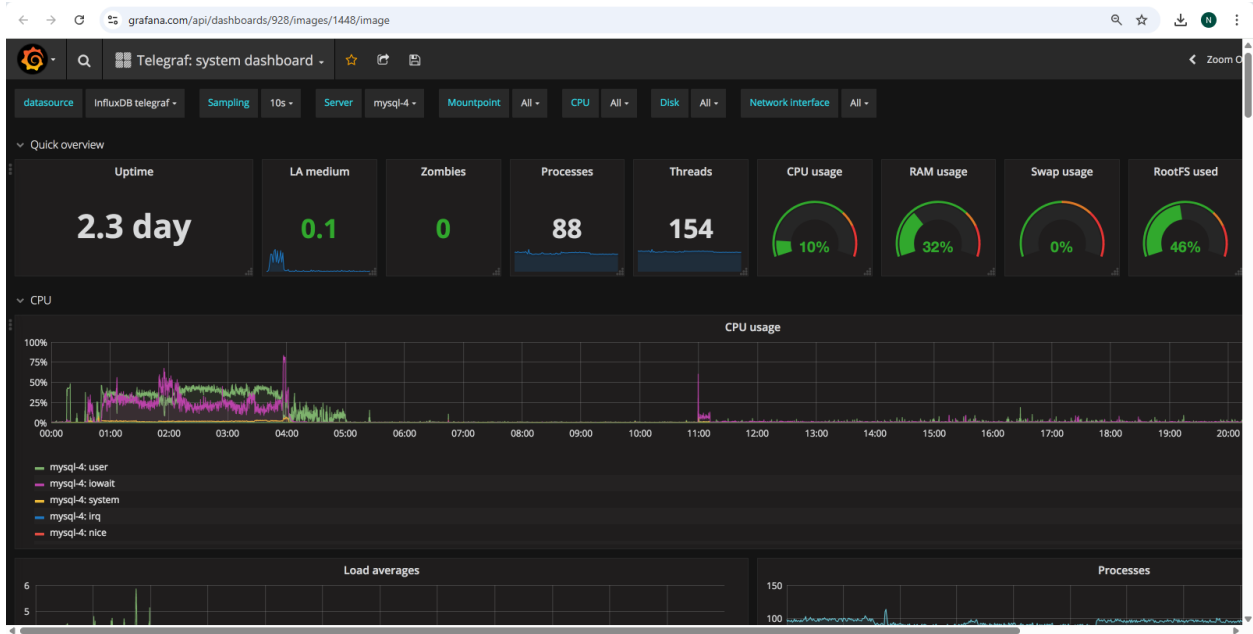 grafana.com/api/dashboards/928/images/1448/image
N
Telegraf: system dashboard
Zoom O
datasource InfluxDB telegraf Sampling 10s Server mysql-4 Mountpoint All CPU All Disk All Network interface All
Quick overview
Uptime LA medium Zombies Processes Threads CPU usage RAM usage Swap usage RootFS used
2.3 day 0.1 0 88 154 10% 32% 0% 46%
CPU
CPU usage
100%
75%
50%
25%
0%
00:00 01:00 02:00 03:00 04:00 05:00 06:00 07:00 08:00 09:00 10:00 11:00 12:00 13:00 14:00 15:00 16:00 17:00 18:00 19:00 20:00
mysql-4: user
mysql-4: iowait
mysql-4: system
mysql-4: irq
mysql-4: nice
Load averages Processes
6 150
5 100